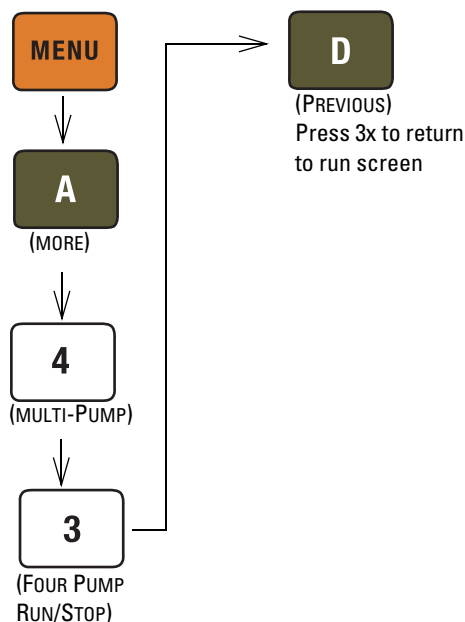 MENU
A
(MORE)
4
(MULTI-PUMP)
3
(FOUR PUMP
RUN/STOP)
D
(PREVIOUS)
Press 3x to return
to run screen